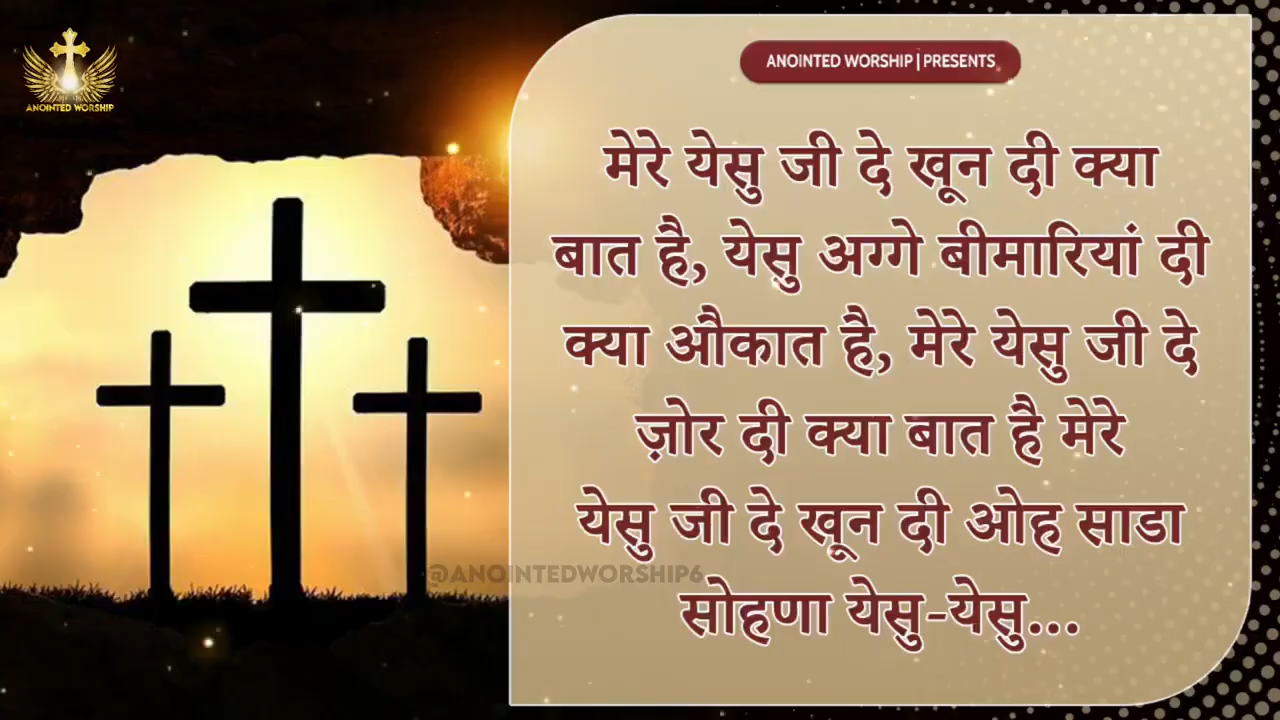 ANOINTED WORSHIP
ANOINTED WORSHIP | PRESENTS
मेरे येसु जी दे खून दी क्या
बात है, येसु अग्गे बीमारियां दी
क्या औकात है, मेरे येसु जी दे
ज़ोर दी क्या बात है मेरे
येसु जी दे खून दी ओह साडा
सोहणा येसु-येसु...
@ANOINTEDWORSHIP6